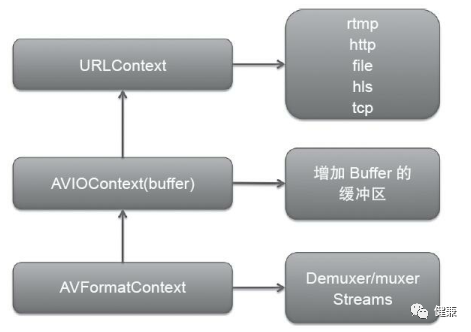 URLContext
rtmp
http
file
hls
tcp
AVIOContext(buffer)
增加 Buffer 的
缓冲区
AVFormatContext
Demuxer/muxer
Streams
健兼